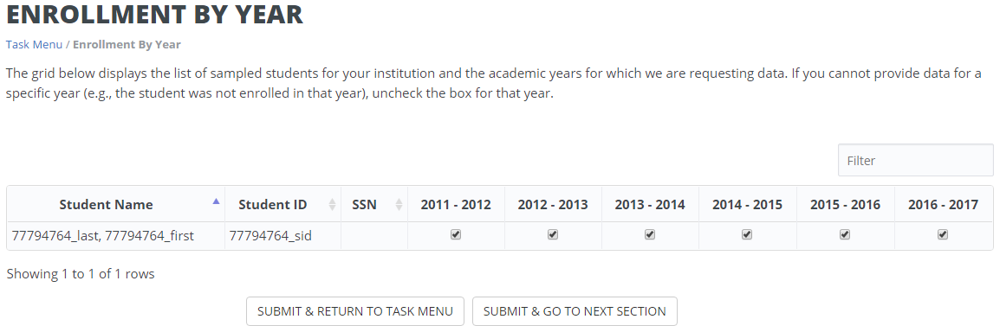 ENROLLMENT BY YEAR
Task Menu / Enrollment By Year
The grid below displays the list of sampled students for your institution and the academic years for which we are requesting data. If you cannot provide data for a
specific year (e.g., the student was not enrolled in that year), uncheck the box for that year.
Filter
Student Name Student ID SSN 2011 - 2012 2012 - 2013 2013 - 2014 2014 - 2015 2015 - 2016 2016 - 2017
77794764_last, 77794764_first 77794764_sid
Showing 1 to 1 of 1 rows
SUBMIT & RETURN TO TASK MENU SUBMIT & GO TO NEXT SECTION